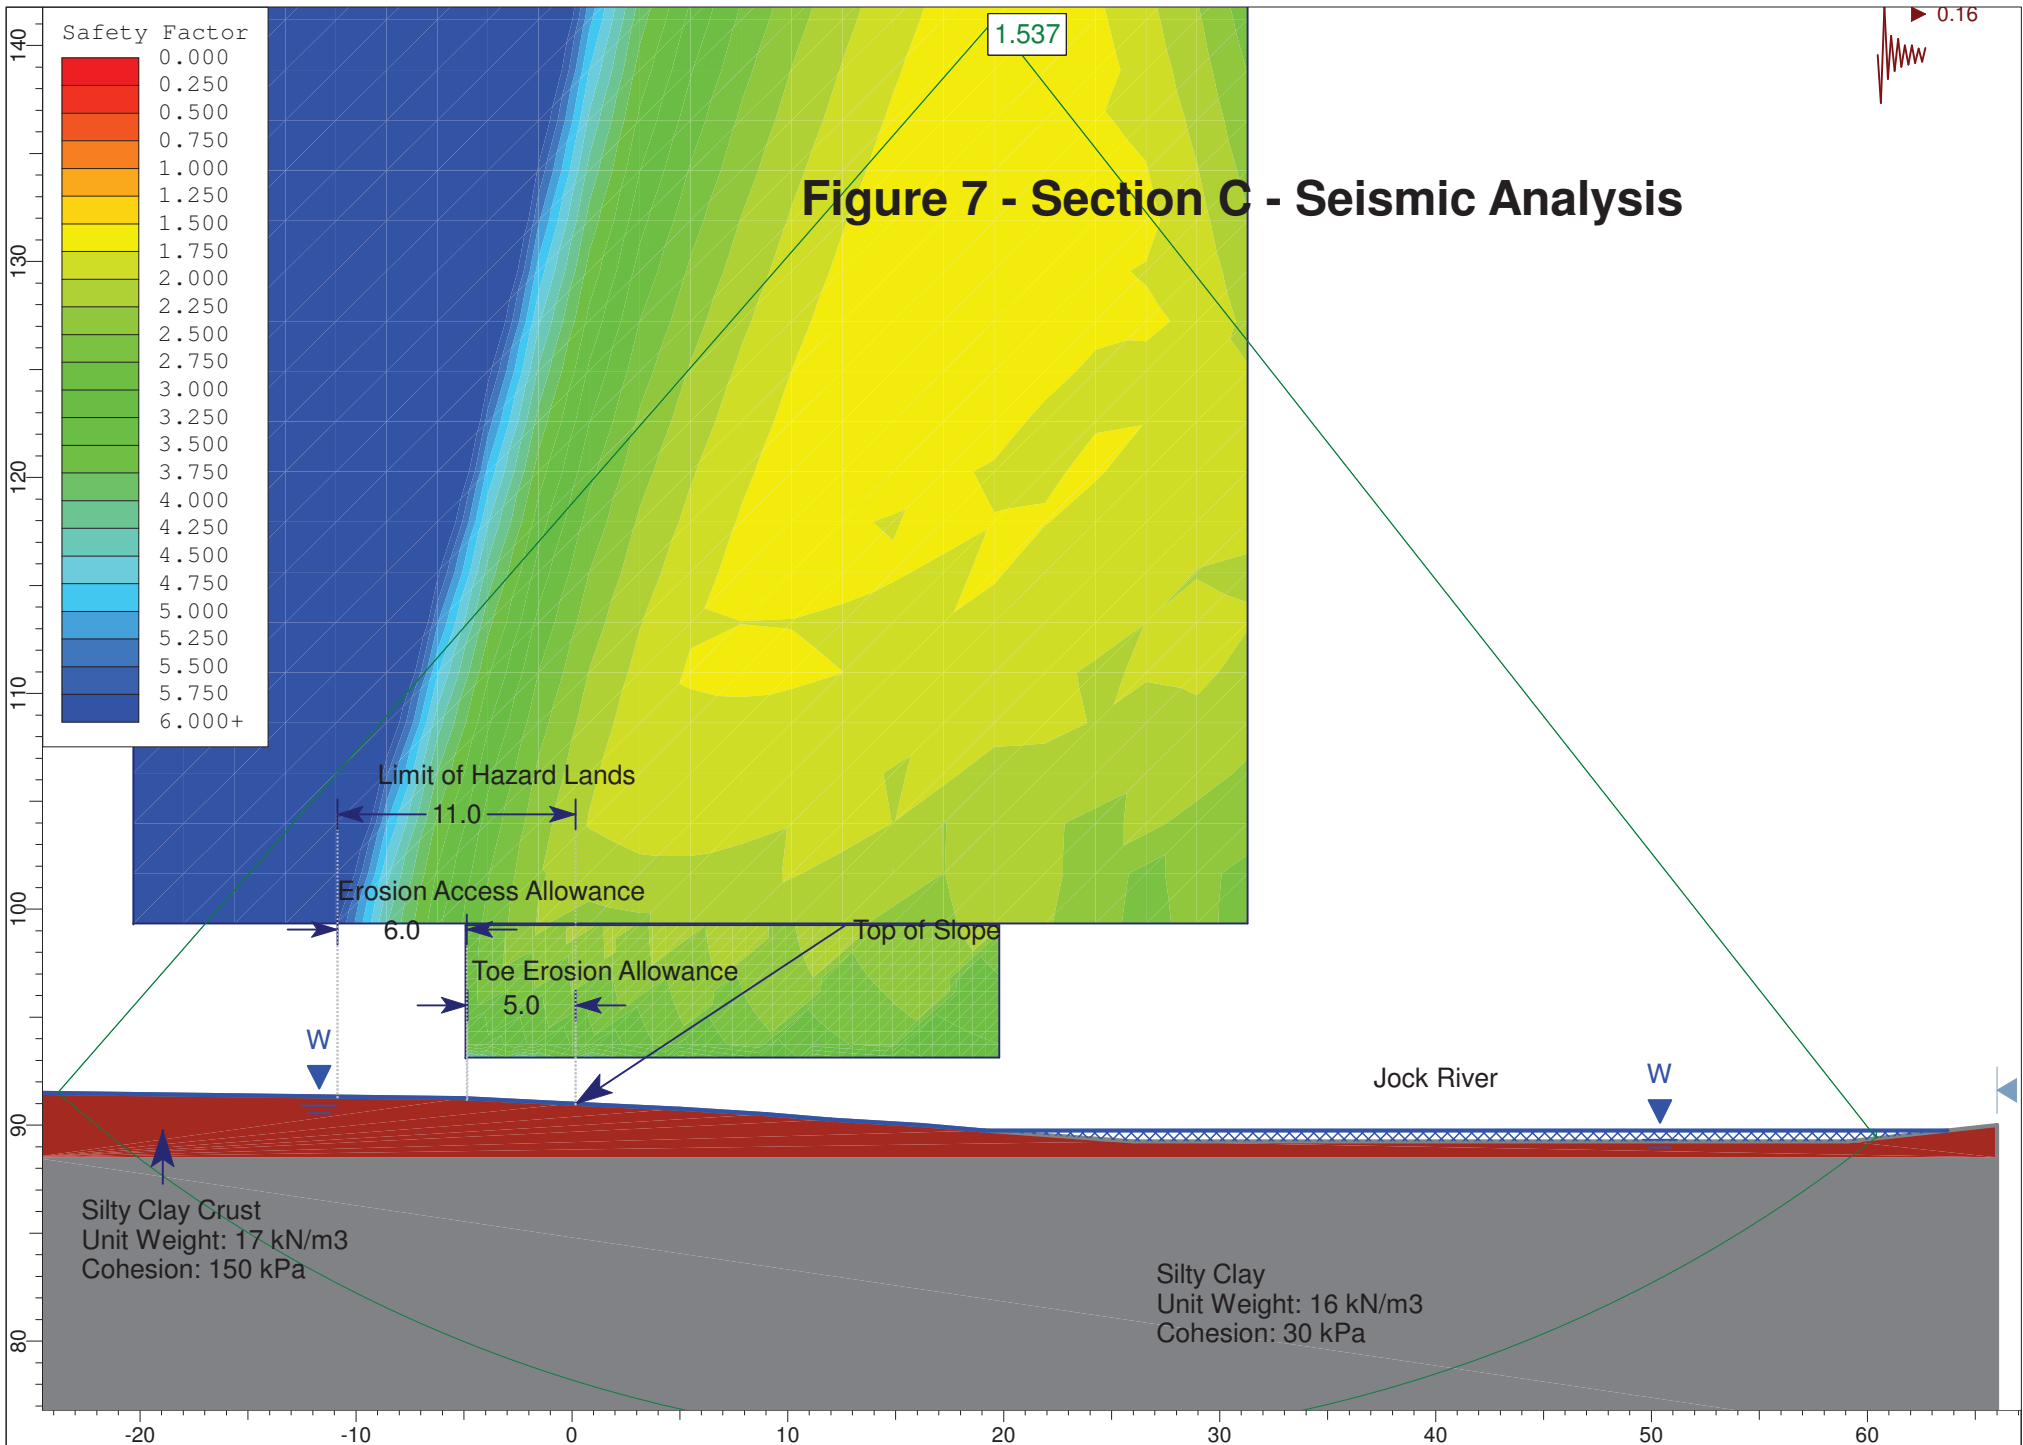 Safety Factor
0.000
0.250
0.500
0.750
1.000
1.250
1.500
1.750
2.000
2.250
2.500
2.750
3.000
3.250
3.500
3.750
4.000
4.250
4.500
4.750
5.000
5.250
5.500
5.750
6.000+
1.537
0.16
Figure 7 - Section C - Seismic Analysis
Limit of Hazard Lands
11.0
Erosion Access Allowance
6.0
Top of Slope
Toe Erosion Allowance
5.0
W
Jock River
W
Silty Clay Crust
Unit Weight: 17 kN/m3
Cohesion: 150 kPa
Silty Clay
Unit Weight: 16 kN/m3
Cohesion: 30 kPa
140
130
120
110
100
90
80
-20 -10 0 10 20 30 40 50 60